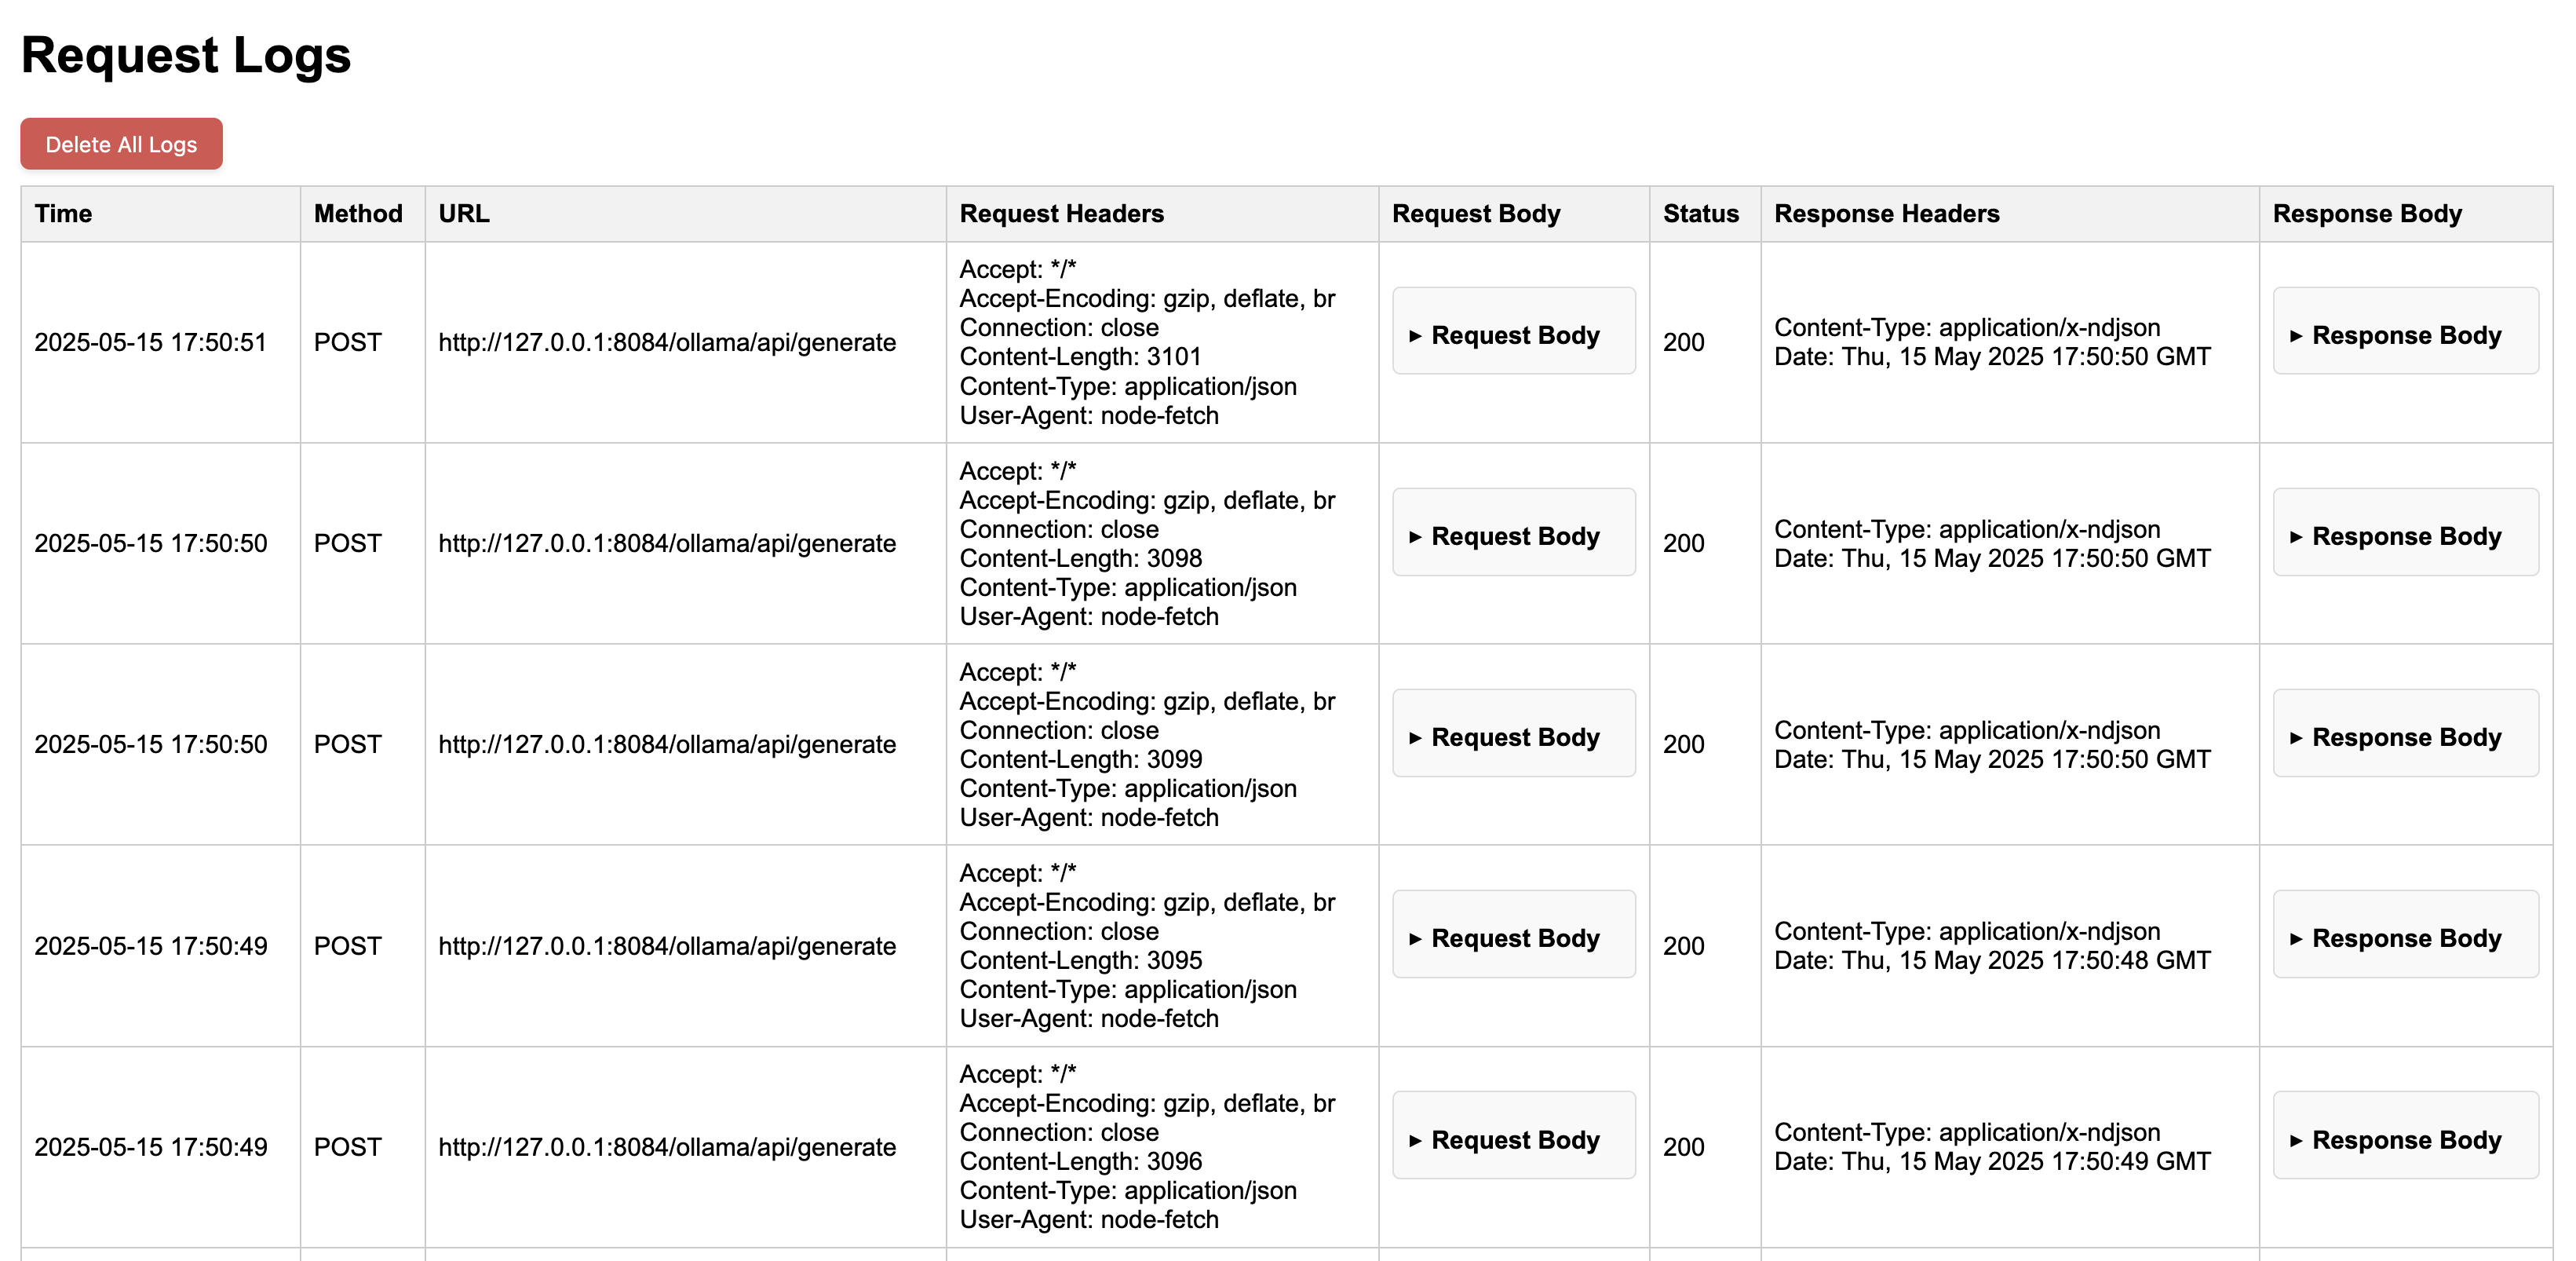 Request Logs
Delete All Logs
Time Method URL Request Headers Request Body Status Response Headers Response Body
2025-05-15 17:50:51 POST http://127.0.0.1:8084/ollama/api/generate
Accept: */*
Accept-Encoding: gzip, deflate, br
Connection: close
Content-Length: 3101
Content-Type: application/json
User-Agent: node-fetch
▸ Request Body
200
Content-Type: application/x-ndjson
Date: Thu, 15 May 2025 17:50:50 GMT
▸ Response Body
2025-05-15 17:50:50 POST http://127.0.0.1:8084/ollama/api/generate
Accept: */*
Accept-Encoding: gzip, deflate, br
Connection: close
Content-Length: 3098
Content-Type: application/json
User-Agent: node-fetch
▸ Request Body
200
Content-Type: application/x-ndjson
Date: Thu, 15 May 2025 17:50:50 GMT
▸ Response Body
2025-05-15 17:50:50 POST http://127.0.0.1:8084/ollama/api/generate
Accept: */*
Accept-Encoding: gzip, deflate, br
Connection: close
Content-Length: 3099
Content-Type: application/json
User-Agent: node-fetch
▸ Request Body
200
Content-Type: application/x-ndjson
Date: Thu, 15 May 2025 17:50:50 GMT
▸ Response Body
2025-05-15 17:50:49 POST http://127.0.0.1:8084/ollama/api/generate
Accept: */*
Accept-Encoding: gzip, deflate, br
Connection: close
Content-Length: 3095
Content-Type: application/json
User-Agent: node-fetch
▸ Request Body
200
Content-Type: application/x-ndjson
Date: Thu, 15 May 2025 17:50:48 GMT
▸ Response Body
2025-05-15 17:50:49 POST http://127.0.0.1:8084/ollama/api/generate
Accept: */*
Accept-Encoding: gzip, deflate, br
Connection: close
Content-Length: 3096
Content-Type: application/json
User-Agent: node-fetch
▸ Request Body
200
Content-Type: application/x-ndjson
Date: Thu, 15 May 2025 17:50:49 GMT
▸ Response Body